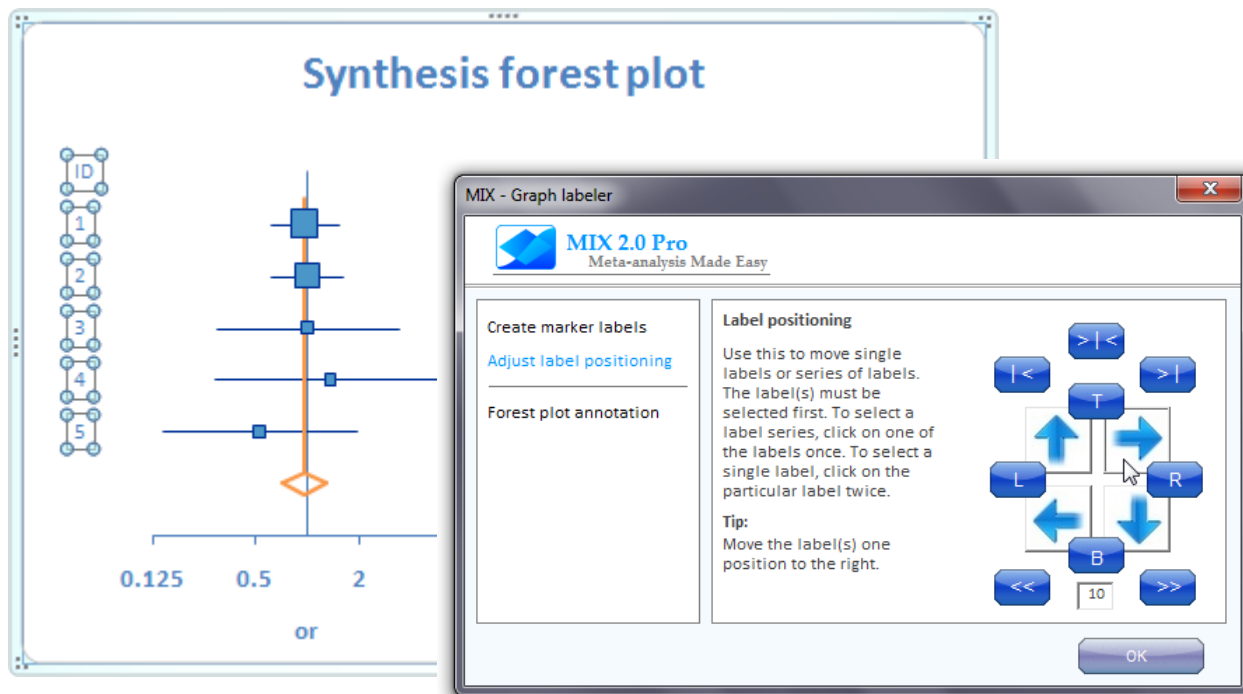 Synthesis forest plot
ID
1
2
3
4
5
0.125 0.5 2
or
MIX - Graph labeler
X
MIX 2.0 Pro
Meta-analysis Made Easy
Create marker labels
Adjust label positioning
Forest plot annotation
Label positioning
Use this to move single
labels or series of labels.
The label(s) must be
selected first. To select a
label series, click on one of
the labels once. To select a
single label, click on the
particular label twice.
Tip:
Move the label(s) one
position to the right.
>|<
|< >|
T
L R
B
<< 10 >>
OK